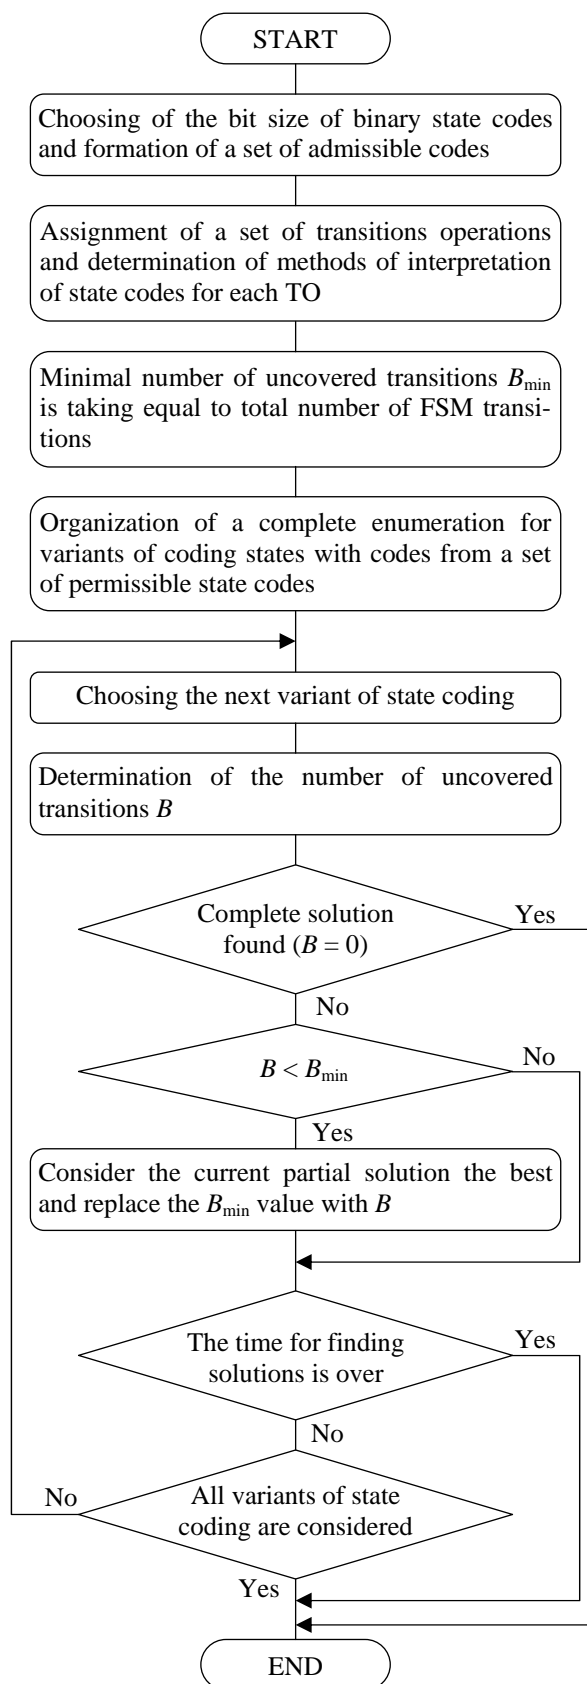 START
Choosing of the bit size of binary state codes
and formation of a set of admissible codes
Assignment of a set of transitions operations
and determination of methods of interpretation
of state codes for each TO
Minimal number of uncovered transitions Bmin
is taking equal to total number of FSM transi-
tions
Organization of a complete enumeration for
variants of coding states with codes from a set
of permissible state codes
Choosing the next variant of state coding
Determination of the number of uncovered
transitions B
Complete solution
found (B = 0)
Yes
No
B < Bmin
No
Yes
Consider the current partial solution the best
and replace the Bmin value with B
The time for finding
solutions is over
Yes
No
All variants of state
coding are considered
No
Yes
END